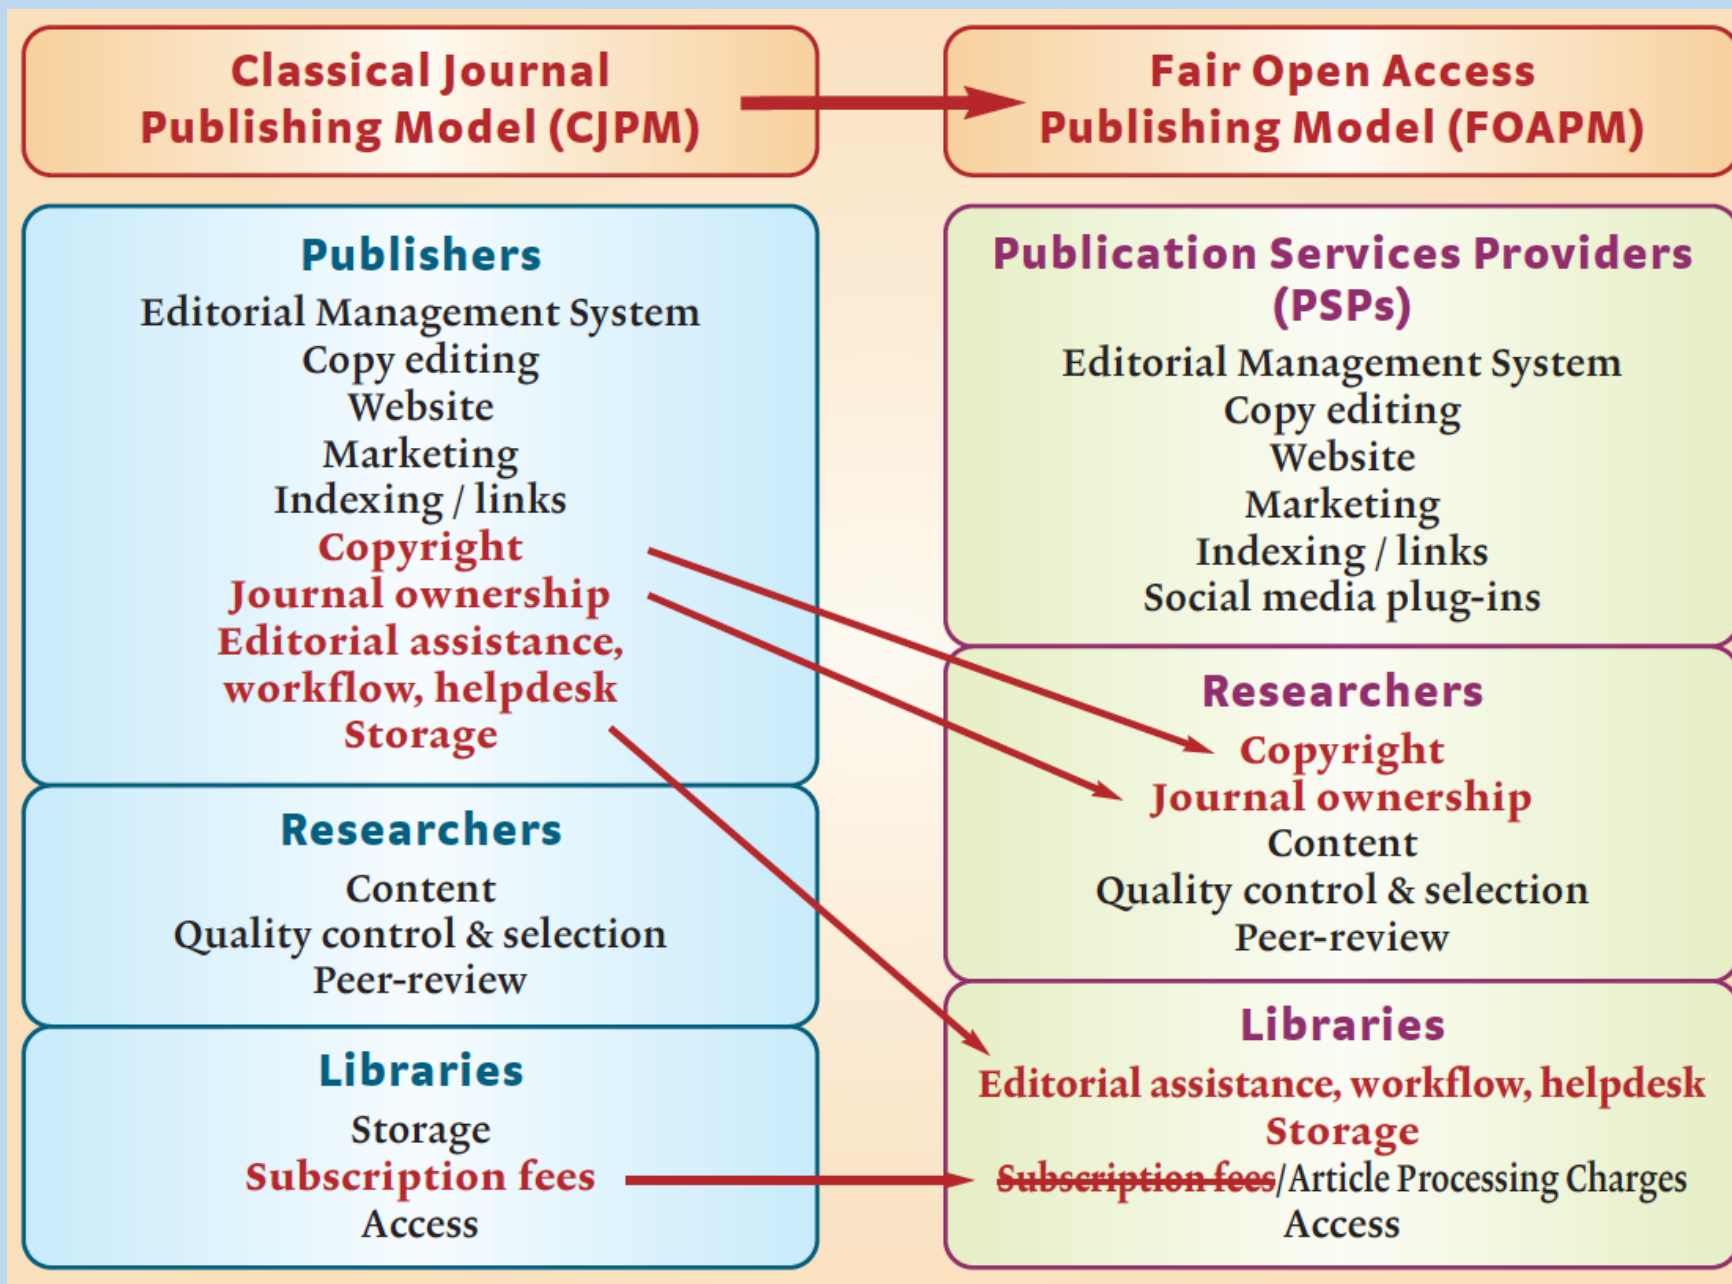 Classical Journal
Publishing Model (CJPM)
Publishers
Editorial Management System
Copy editing
Website
Marketing
Indexing / links
Copyright
Journal ownership
Editorial assistance,
workflow, helpdesk
Storage
Researchers
Content
Quality control & selection
Peer-review
Libraries
Storage
Subscription fees
Access
Fair Open Access
Publishing Model (FOAPM)
Publication Services Providers
(PSPs)
Editorial Management System
Copy editing
Website
Marketing
Indexing / links
Social media plug-ins
Researchers
Copyright
Journal ownership
Content
Quality control & selection
Peer-review
Libraries
Editorial assistance, workflow, helpdesk
Storage
Subscription fees/Article Processing Charges
Access